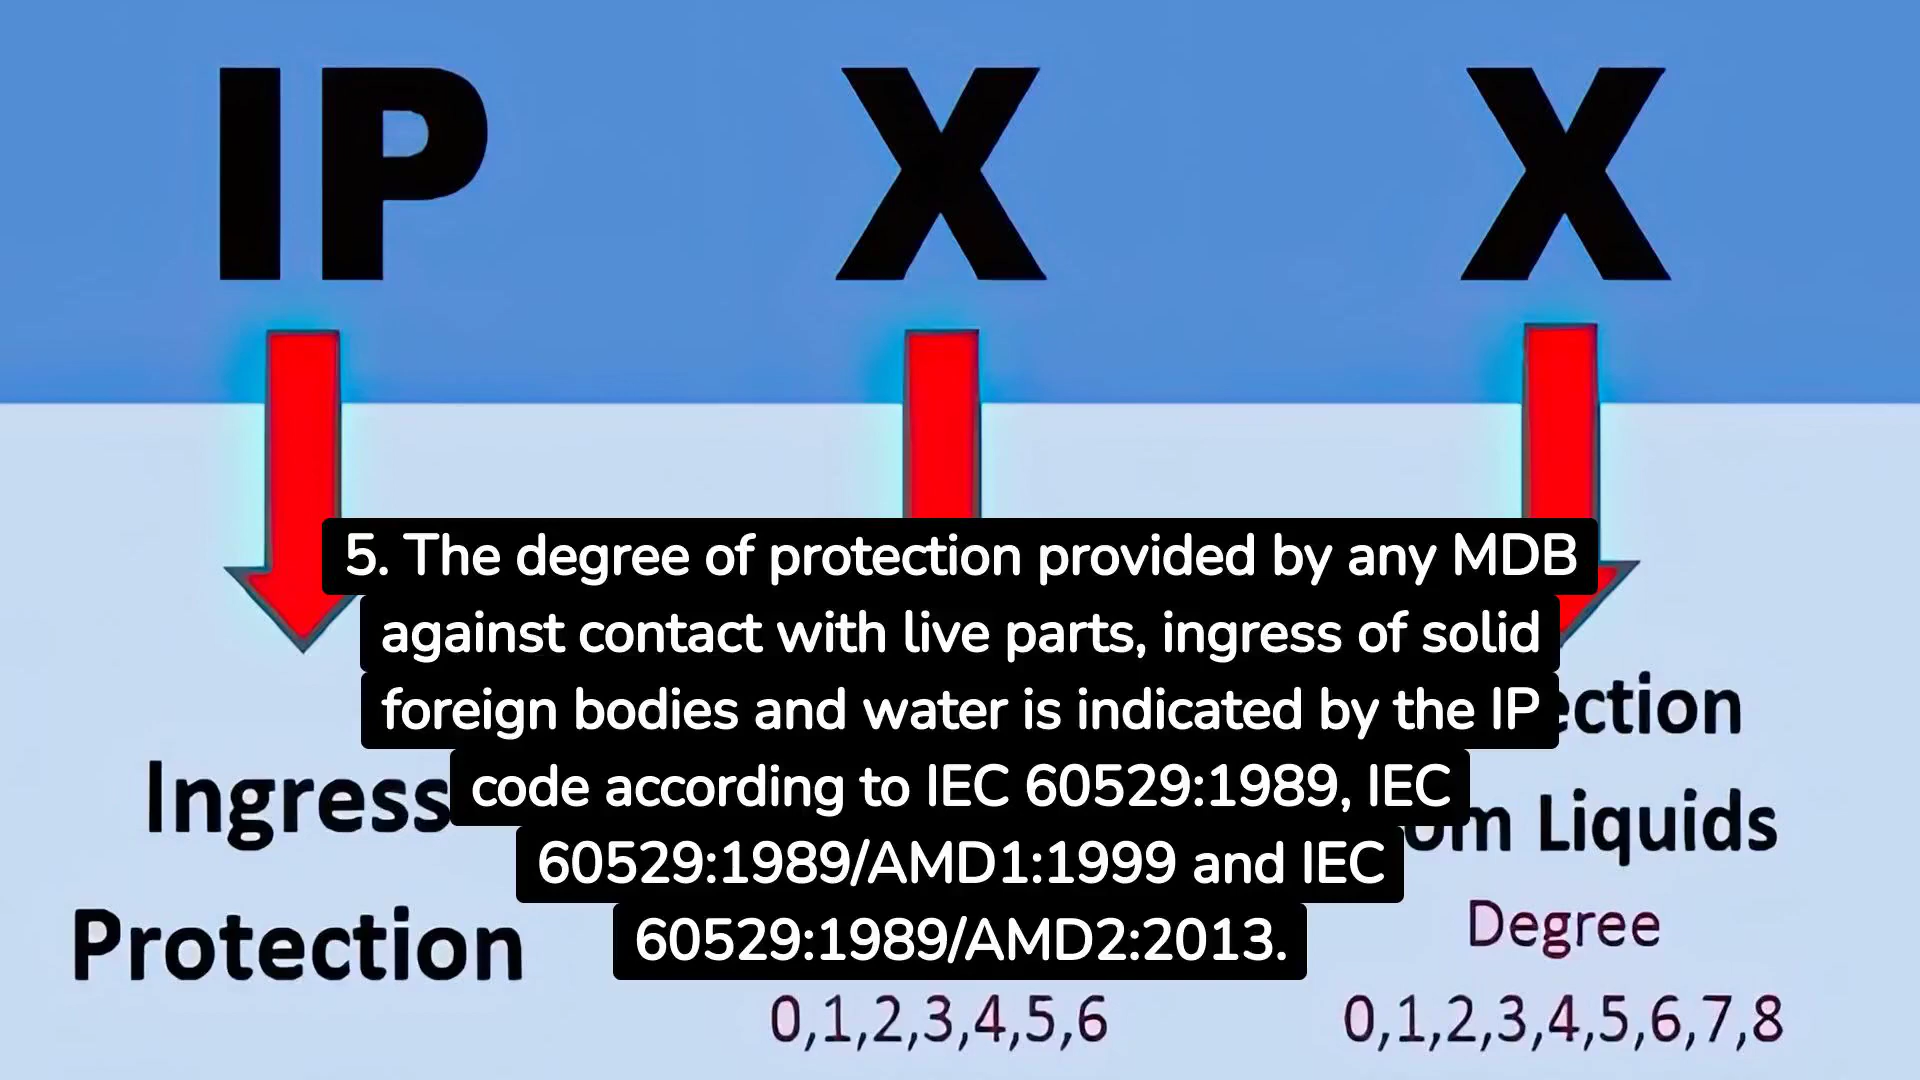 IP X X
5. The degree of protection provided by any MDB
against contact with live parts, ingress of solid
foreign bodies and water is indicated by the IP
code according to IEC 60529:1989, IEC
60529:1989/AMD1:1999 and IEC
60529:1989/AMD2:2013.
Ingress
Protection
Liquids
Degree
0,1,2,3,4,5,6
0,1,2,3,4,5,6,7,8